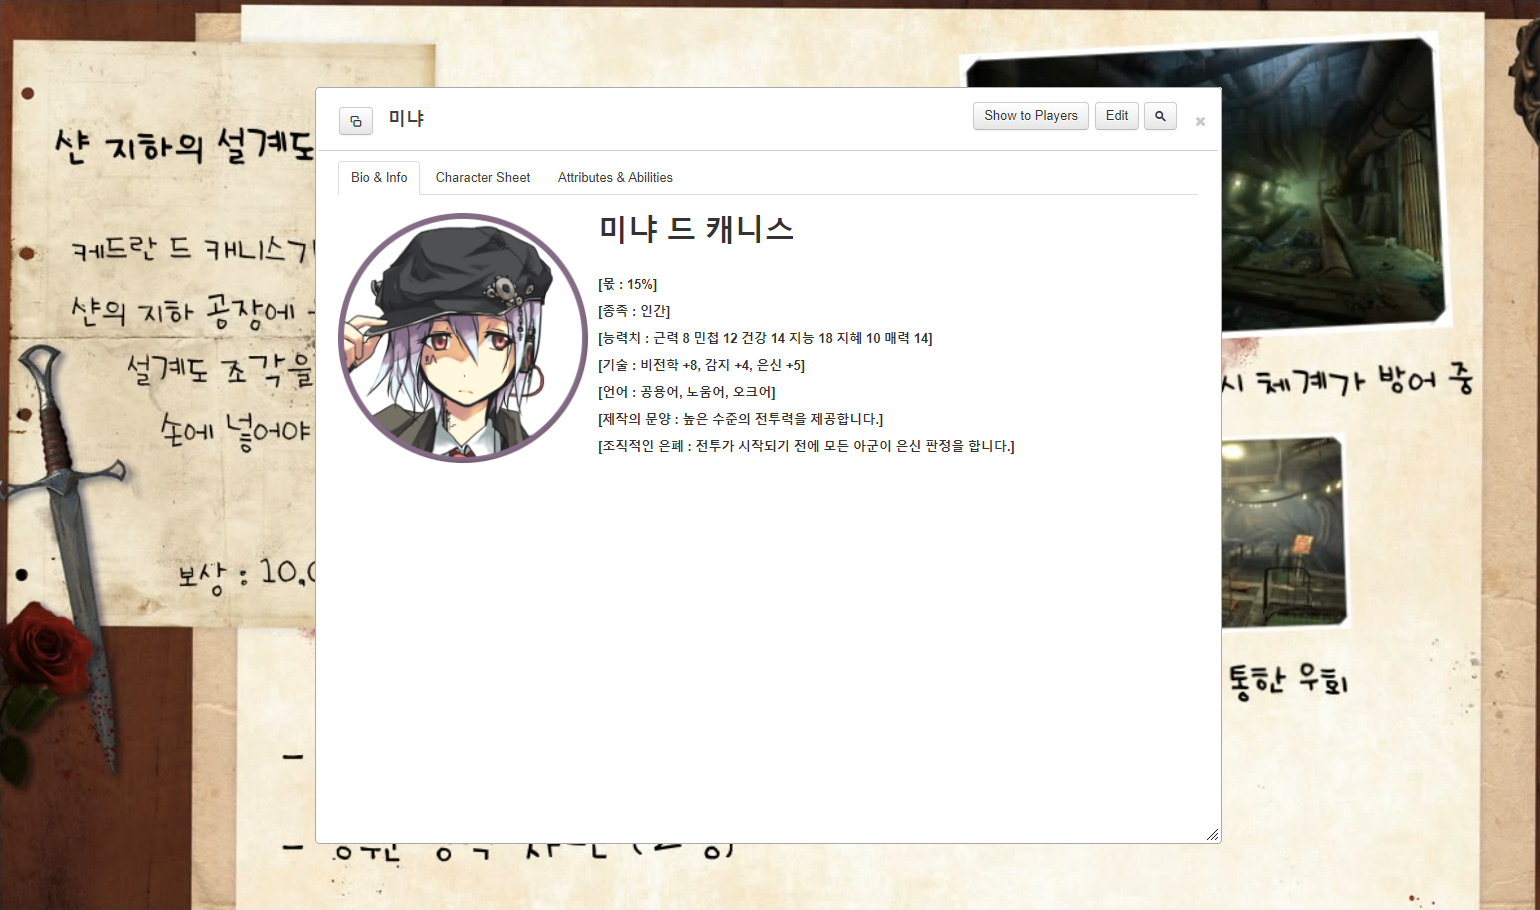 미냐
Show to Players
Edit
Bio & Info
Character Sheet
Attributes & Abilities
미냐 드 캐니스
[몫 : 15%]
[종족 : 인간]
[능력치 : 근력 8 민첩 12 건강 14 지능 18 지혜 10 매력 14]
[기술 : 비전학 +8, 감지 +4, 은신 +5]
[언어 : 공용어, 노움어, 오크어]
[제작의 문양 : 높은 수준의 전투력을 제공합니다.]
[조직적인 은폐 : 전투가 시작되기 전에 모든 아군이 은신 판정을 합니다.]
샨 지하의 설계도
케드란 드 캐니스가
샨의 지하 공장에
설계도 조각을
손에 넣어야
보상 : 10,0
체계가 방어 중
통한 우회